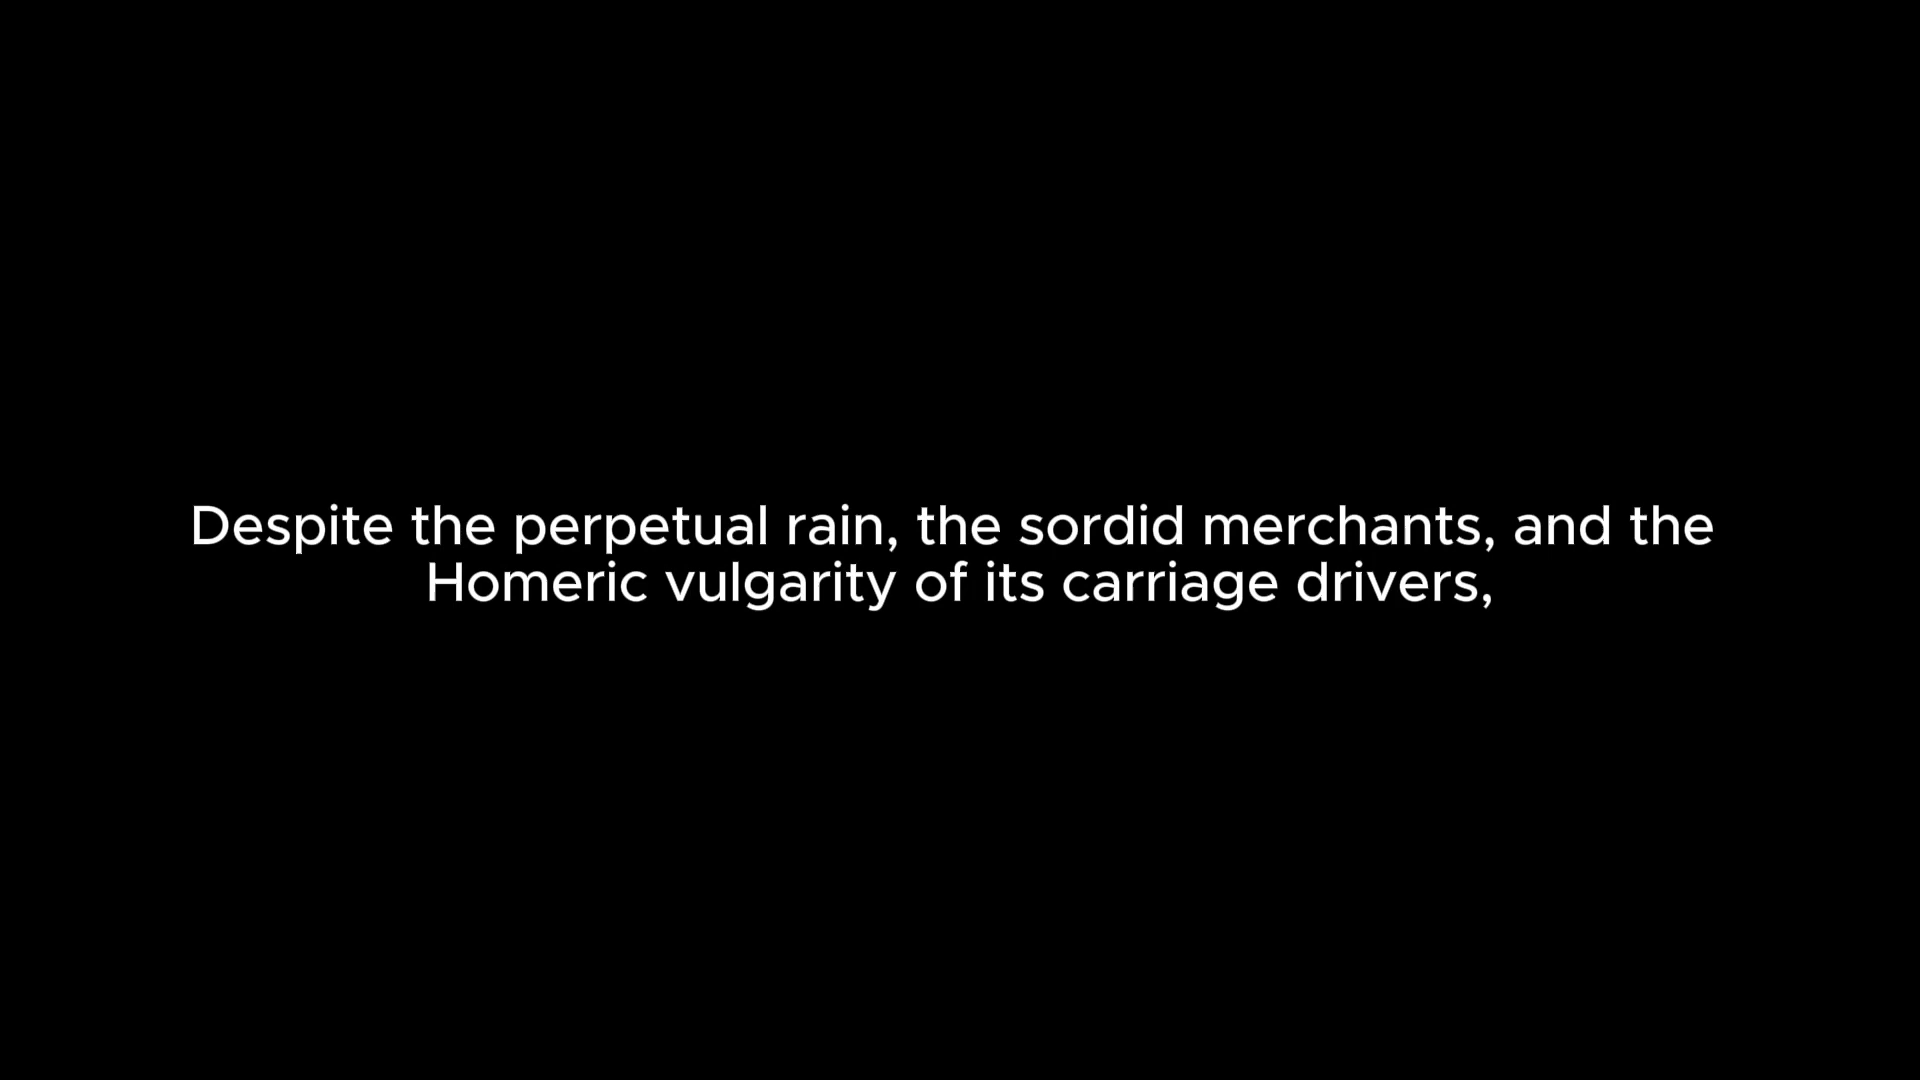 Despite the perpetual rain, the sordid merchants, and the
Homeric vulgarity of its carriage drivers,